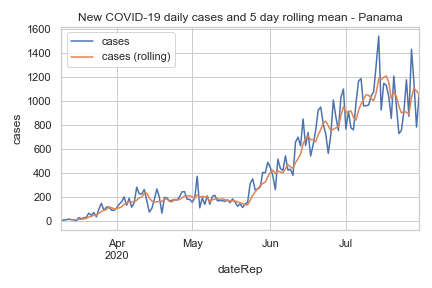 New COVID-19 daily cases and 5 day rolling mean - Panama
1600
1400
1200
1000
800
600
400
200
0
cases
cases
cases (rolling)
Apr
2020
May
Jun
Jul
dateRep